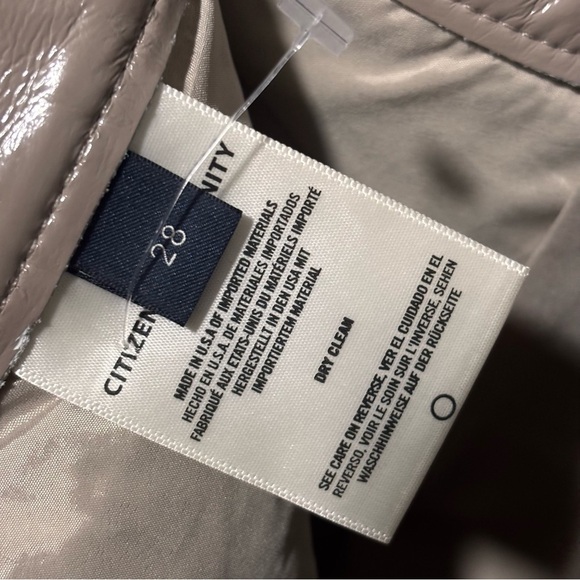 CITIZEN
NITY
28
MADE IN U.S.A OF IMPORTED MATERIALS
HECHO EN U.S.A. DE MATERIALES IMPORTADOS
FABRIQUÉ AUX ETATS-UNIS DU MATÉRIELS IMPORTÉ
HERGESTELLT IN DEN USA MIT
IMPORTIERTEM MATERIAL
DRY CLEAN
SEE CARE ON REVERSE. VER EL CUIDADO EN EL
REVERSO. VOIR LE SOIN SUR L'INVERSE, SEHEN
WASCHHINWEISE AUF DER RÜCKSEITE